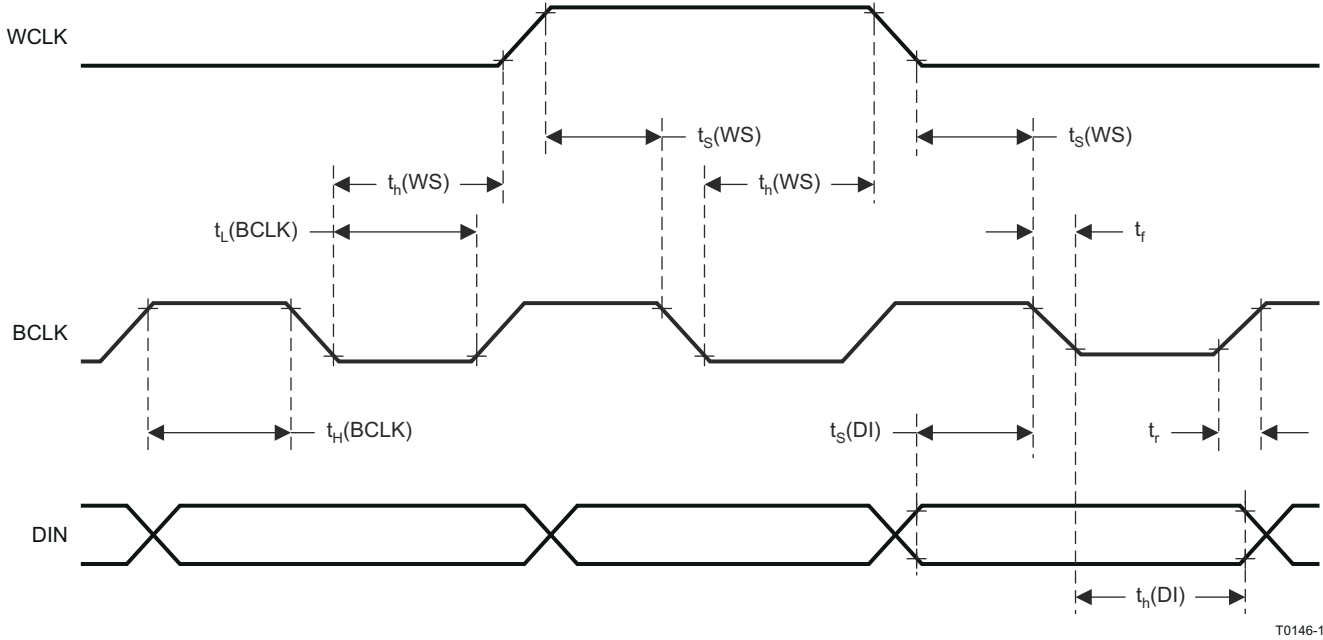 WCLK
tS(WS)
tS(WS)
th(WS)
th(WS)
tL(BCLK)
tf
BCLK
tH(BCLK)
tS(DI)
tr
DIN
th(DI)
T0146-1